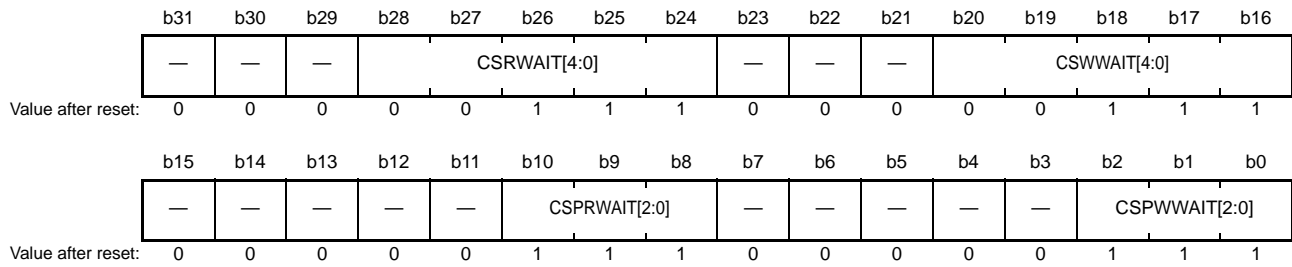 b31 b30 b29 b28 b27 b26 b25 b24 b23 b22 b21 b20 b19 b18 b17 b16
— — — CSRWAIT[4:0] — — — CSWWAIT[4:0]
Value after reset: 0 0 0 0 0 1 1 1 0 0 0 0 0 1 1 1
b15 b14 b13 b12 b11 b10 b9 b8 b7 b6 b5 b4 b3 b2 b1 b0
— — — — — CSPRWAIT[2:0] — — — — — CSPWWAIT[2:0]
Value after reset: 0 0 0 0 0 1 1 1 0 0 0 0 0 1 1 1